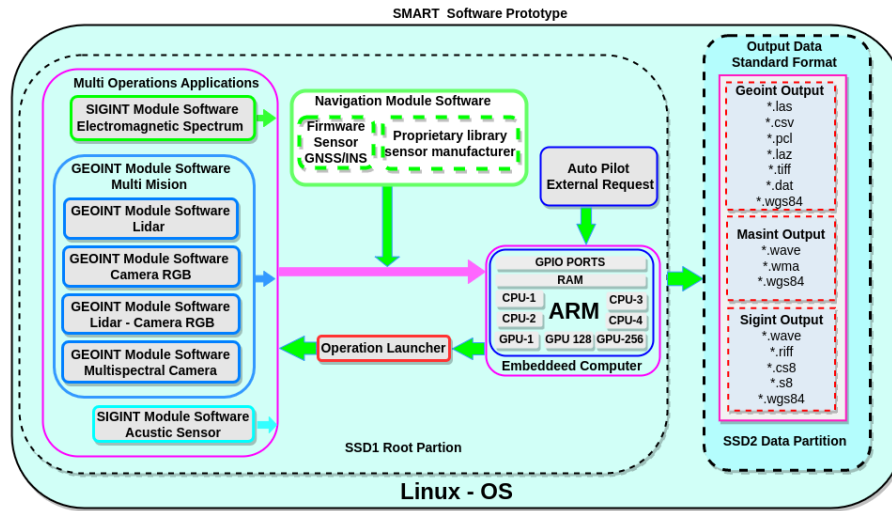 SMART Software Prototype
Multi Operations Applications
SIGINT Module Software
Electromagnetic Spectrum
GEOINT Module Software
Multi Mision
GEOINT Module Software
Lidar
GEOINT Module Software
Camera RGB
GEOINT Module Software
Lidar - Camera RGB
GEOINT Module Software
Multispectral Camera
SIGINT Module Software
Acustic Sensor
Navigation Module Software
Firmware
Sensor
GNSS/INS
Proprietary library
sensor manufacturer
Auto Pilot
External Request
GPIO PORTS
RAM
CPU-1
CPU-2
ARM
CPU-3
CPU-4
GPU-1
GPU 128
GPU-256
Embeddeed Computer
Operation Launcher
SSD1 Root Partion
Output Data
Standard Format
Geoint Output
*.las
*.csv
*.pcl
*.laz
*.tiff
*.dat
*.wgs84
Masint Output
*.wave
*.wma
*.wgs84
Sigint Output
*.wave
*.riff
*.cs8
*.s8
*.wgs84
SSD2 Data Partition
Linux - OS